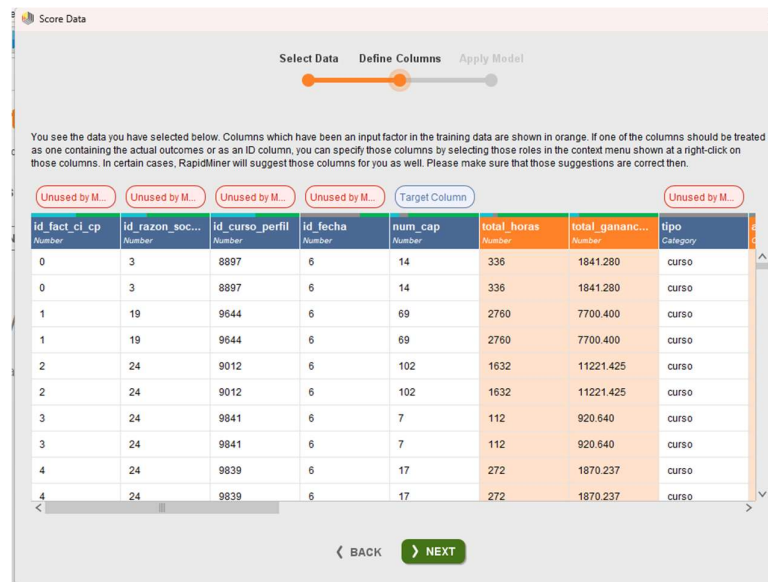 Score Data
Select Data Define Columns Apply Model
You see the data you have selected below. Columns which have been an input factor in the training data are shown in orange. If one of the columns should be treated
as one containing the actual outcomes or as an ID column, you can specify those columns by selecting those roles in the context menu shown at a right-click on
those columns. In certain cases, RapidMiner will suggest those columns for you as well. Please make sure that those suggestions are correct then.
Unused by M... Unused by M... Unused by M... Unused by M... Target Column Unused by M...
id_fact_ci_cp id_razon_soc... id_curso_perfil id_fecha num_cap total_horas total_gananc... tipo
Number Number Number Number Number Number Number Category
0 3 8897 6 14 336 1841.280 curso
0 3 8897 6 14 336 1841.280 curso
1 19 9644 6 69 2760 7700.400 curso
1 19 9644 6 69 2760 7700.400 curso
2 24 9012 6 102 1632 11221.425 curso
2 24 9012 6 102 1632 11221.425 curso
3 24 9841 6 7 112 920.640 curso
3 24 9841 6 7 112 920.640 curso
4 24 9839 6 17 272 1870.237 curso
4 24 9839 6 17 272 1870.237 curso
BACK NEXT